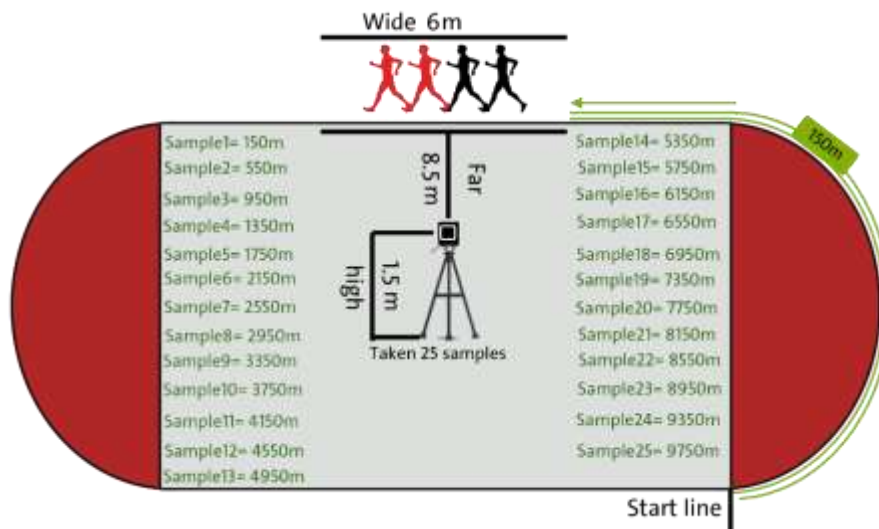 Wide 6m
150m
Sample1= 150m
Sample2= 550m
Sample3= 950m
Sample4= 1350m
Sample5= 1750m
Sample6= 2150m
Sample7= 2550m
Sample8= 2950m
Sample9= 3350m
Sample10= 3750m
Sample11= 4150m
Sample12= 4550m
Sample13= 4950m
Far
8.5 m
1.5 m
high
Taken 25 samples
Sample14= 5350m
Sample15= 5750m
Sample16= 6150m
Sample17= 6550m
Sample18= 6950m
Sample19= 7350m
Sample20= 7750m
Sample21= 8150m
Sample22= 8550m
Sample23= 8950m
Sample24= 9350m
Sample25= 9750m
Start line